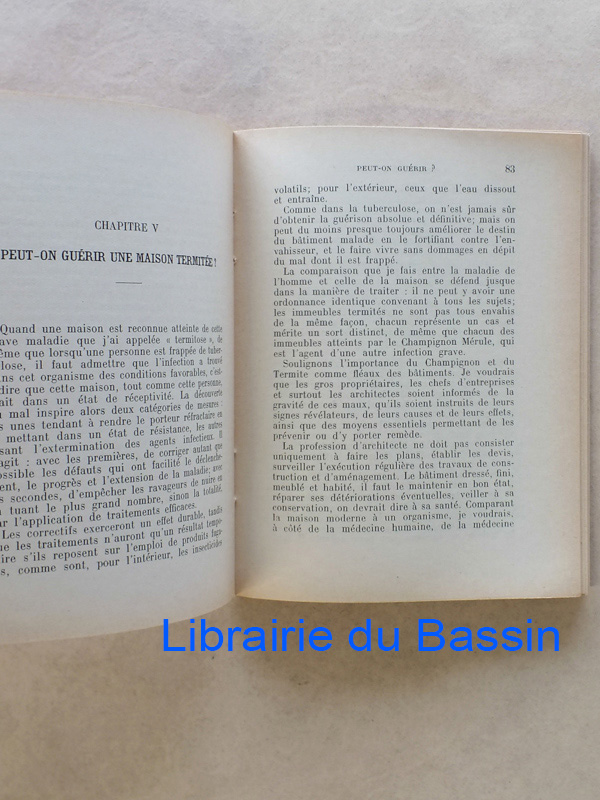 CHAPITRE V
PEUT-ON GUÉRIR UNE MAISON TERMITÉE ?
Quand une maison est reconnue atteinte de cette
ave maladie que j'ai appelée « termitose », de
ême que lorsqu'une personne est frappée de tuber-
lose, il faut admettre que l'infection a trouvé
ns cet organisme des conditions favorables, c'est-
dire que cette maison, tout comme cette personne,
ait dans un état de réceptivité. La découverte
mal inspire alors deux catégories de mesures :
unes tendant à rendre le porteur réfractaire en
mettant dans un état de résistance, les autres
sant l'extermination des agents infectieux. Il
agit : avec les premières, de corriger autant que
ossible les défauts qui ont facilité le déclenche-
ent, le progrès et l'extension de la maladie; avec
s secondes, d'empêcher les ravageurs de nuire en
tuant le plus grand nombre, sinon la totalité,
r l'application de traitements efficaces.
Les correctifs exerceront un effet durable, tandis
ue les traitements n'auront qu'un résultat tempo-
ire s'ils reposent sur l'emploi de produits fuga-
s, comme sont, pour l'intérieur, les insecticides
PEUT-ON GUÉRIR ? 83
volatils; pour l'extérieur, ceux que l'eau dissout
et entraîne.
Comme dans la tuberculose, on n'est jamais sûr
d'obtenir la guérison absolue et définitive; mais on
peut du moins presque toujours améliorer le destin
du bâtiment malade en le fortifiant contre l'en-
vahisseur, et le faire vivre sans dommages en dépit
du mal dont il est frappé.
La comparaison que je fais entre la maladie de
l'homme et celle de la maison se défend jusque
dans la manière de traiter : il ne peut y avoir une
ordonnance identique convenant à tous les sujets;
les immeubles termités ne sont pas tous envahis
de la même façon, chacun représente un cas et
mérite un sort distinct, de même que chacun des
immeubles atteints par le Champignon Mérule, qui
est l'agent d'une autre infection grave.
Soulignons l'importance du Champignon et du
Termite comme fléaux des bâtiments. Je voudrais
que les gros propriétaires, les chefs d'entreprises
et surtout les architectes soient informés de la
gravité de ces maux, qu'ils soient instruits de leurs
signes révélateurs, de leurs causes et de leurs effets,
ainsi que des moyens essentiels permettant de les
prévenir ou d'y porter remède.
La profession d'architecte ne doit pas consister
uniquement à faire les plans, établir les devis,
surveiller l'exécution régulière des travaux de cons-
truction et d'aménagement. Le bâtiment dressé, fini,
meublé et habité, il faut le maintenir en bon état,
réparer ses détériorations éventuelles, veiller à sa
conservation, on devrait dire à sa santé. Comparant
la maison moderne à un organisme, je voudrais,
à côté de la médecine humaine, de la médecine
Librairie du Bassin